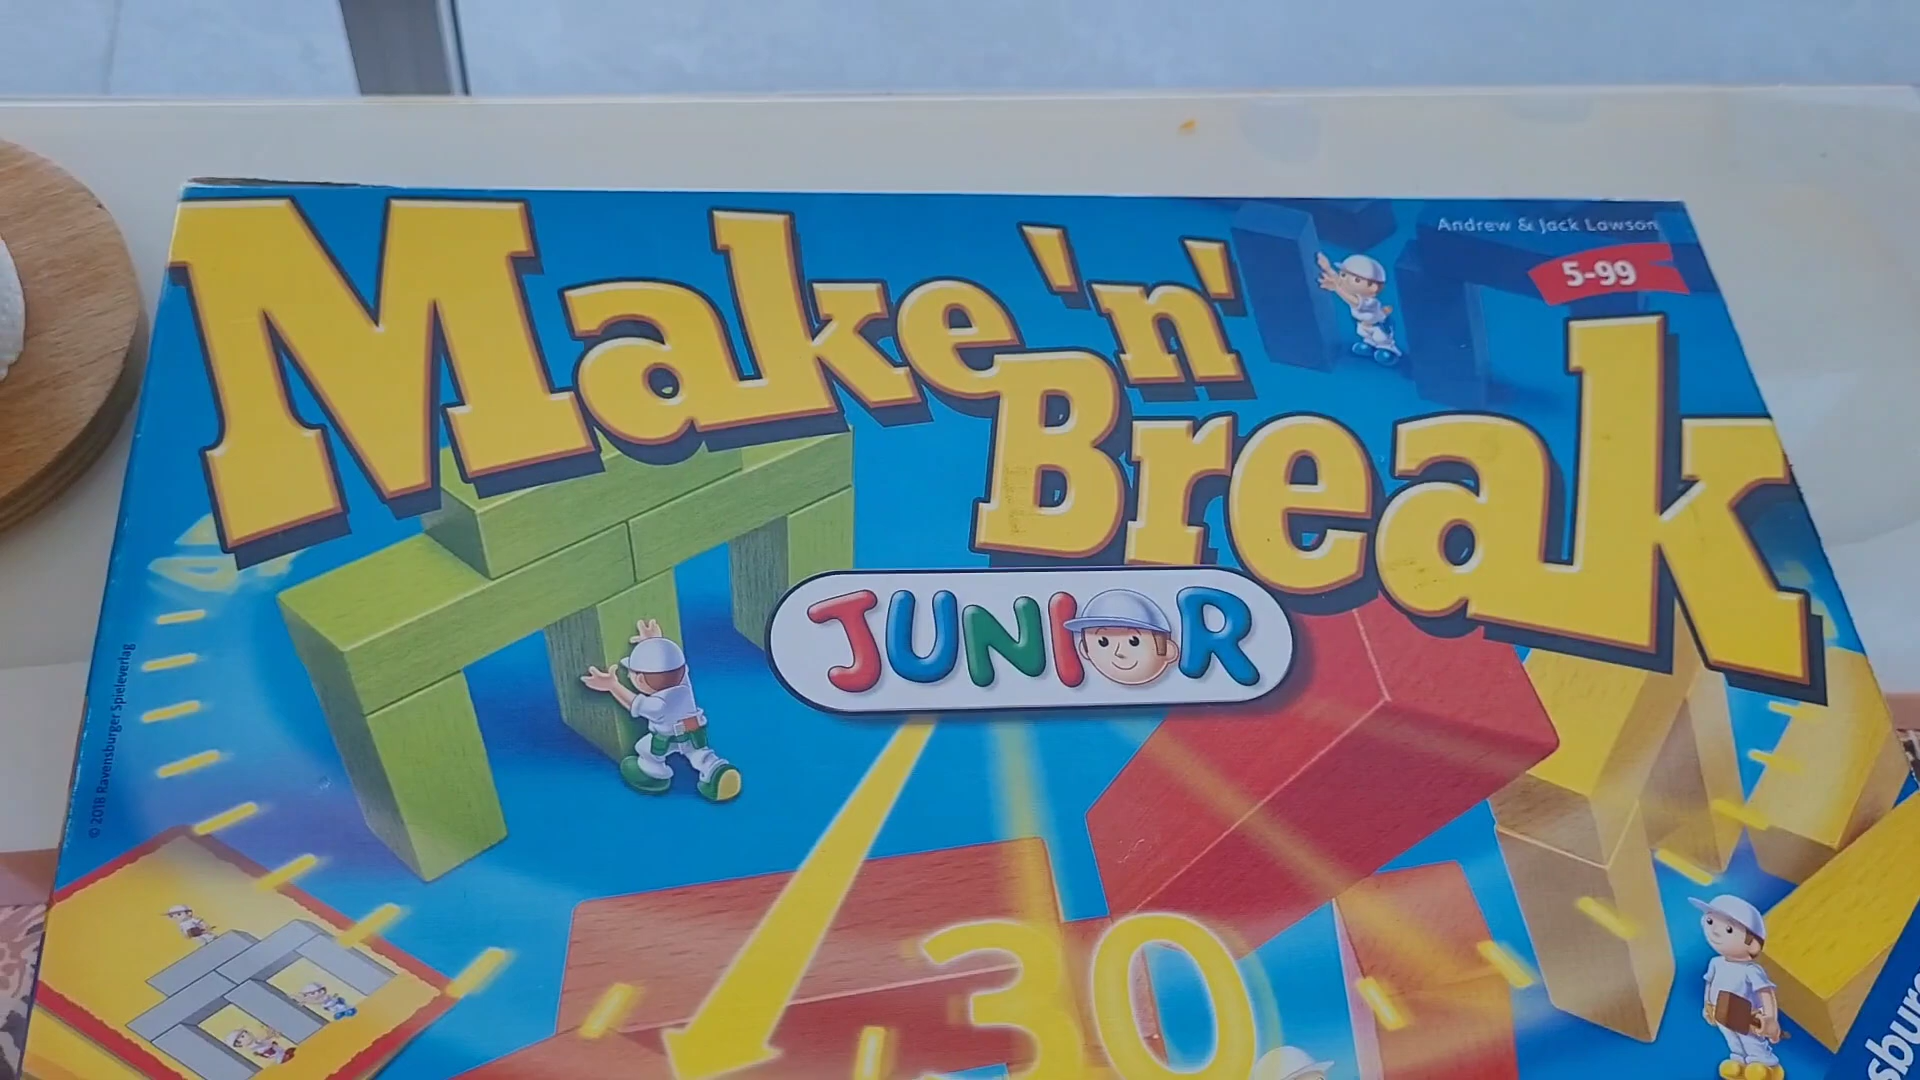 Make 'n'
Break
JUNIOR
Andrew & Jack Lawson
5-99
© 2018 Ravensburger Spieleverlag
30